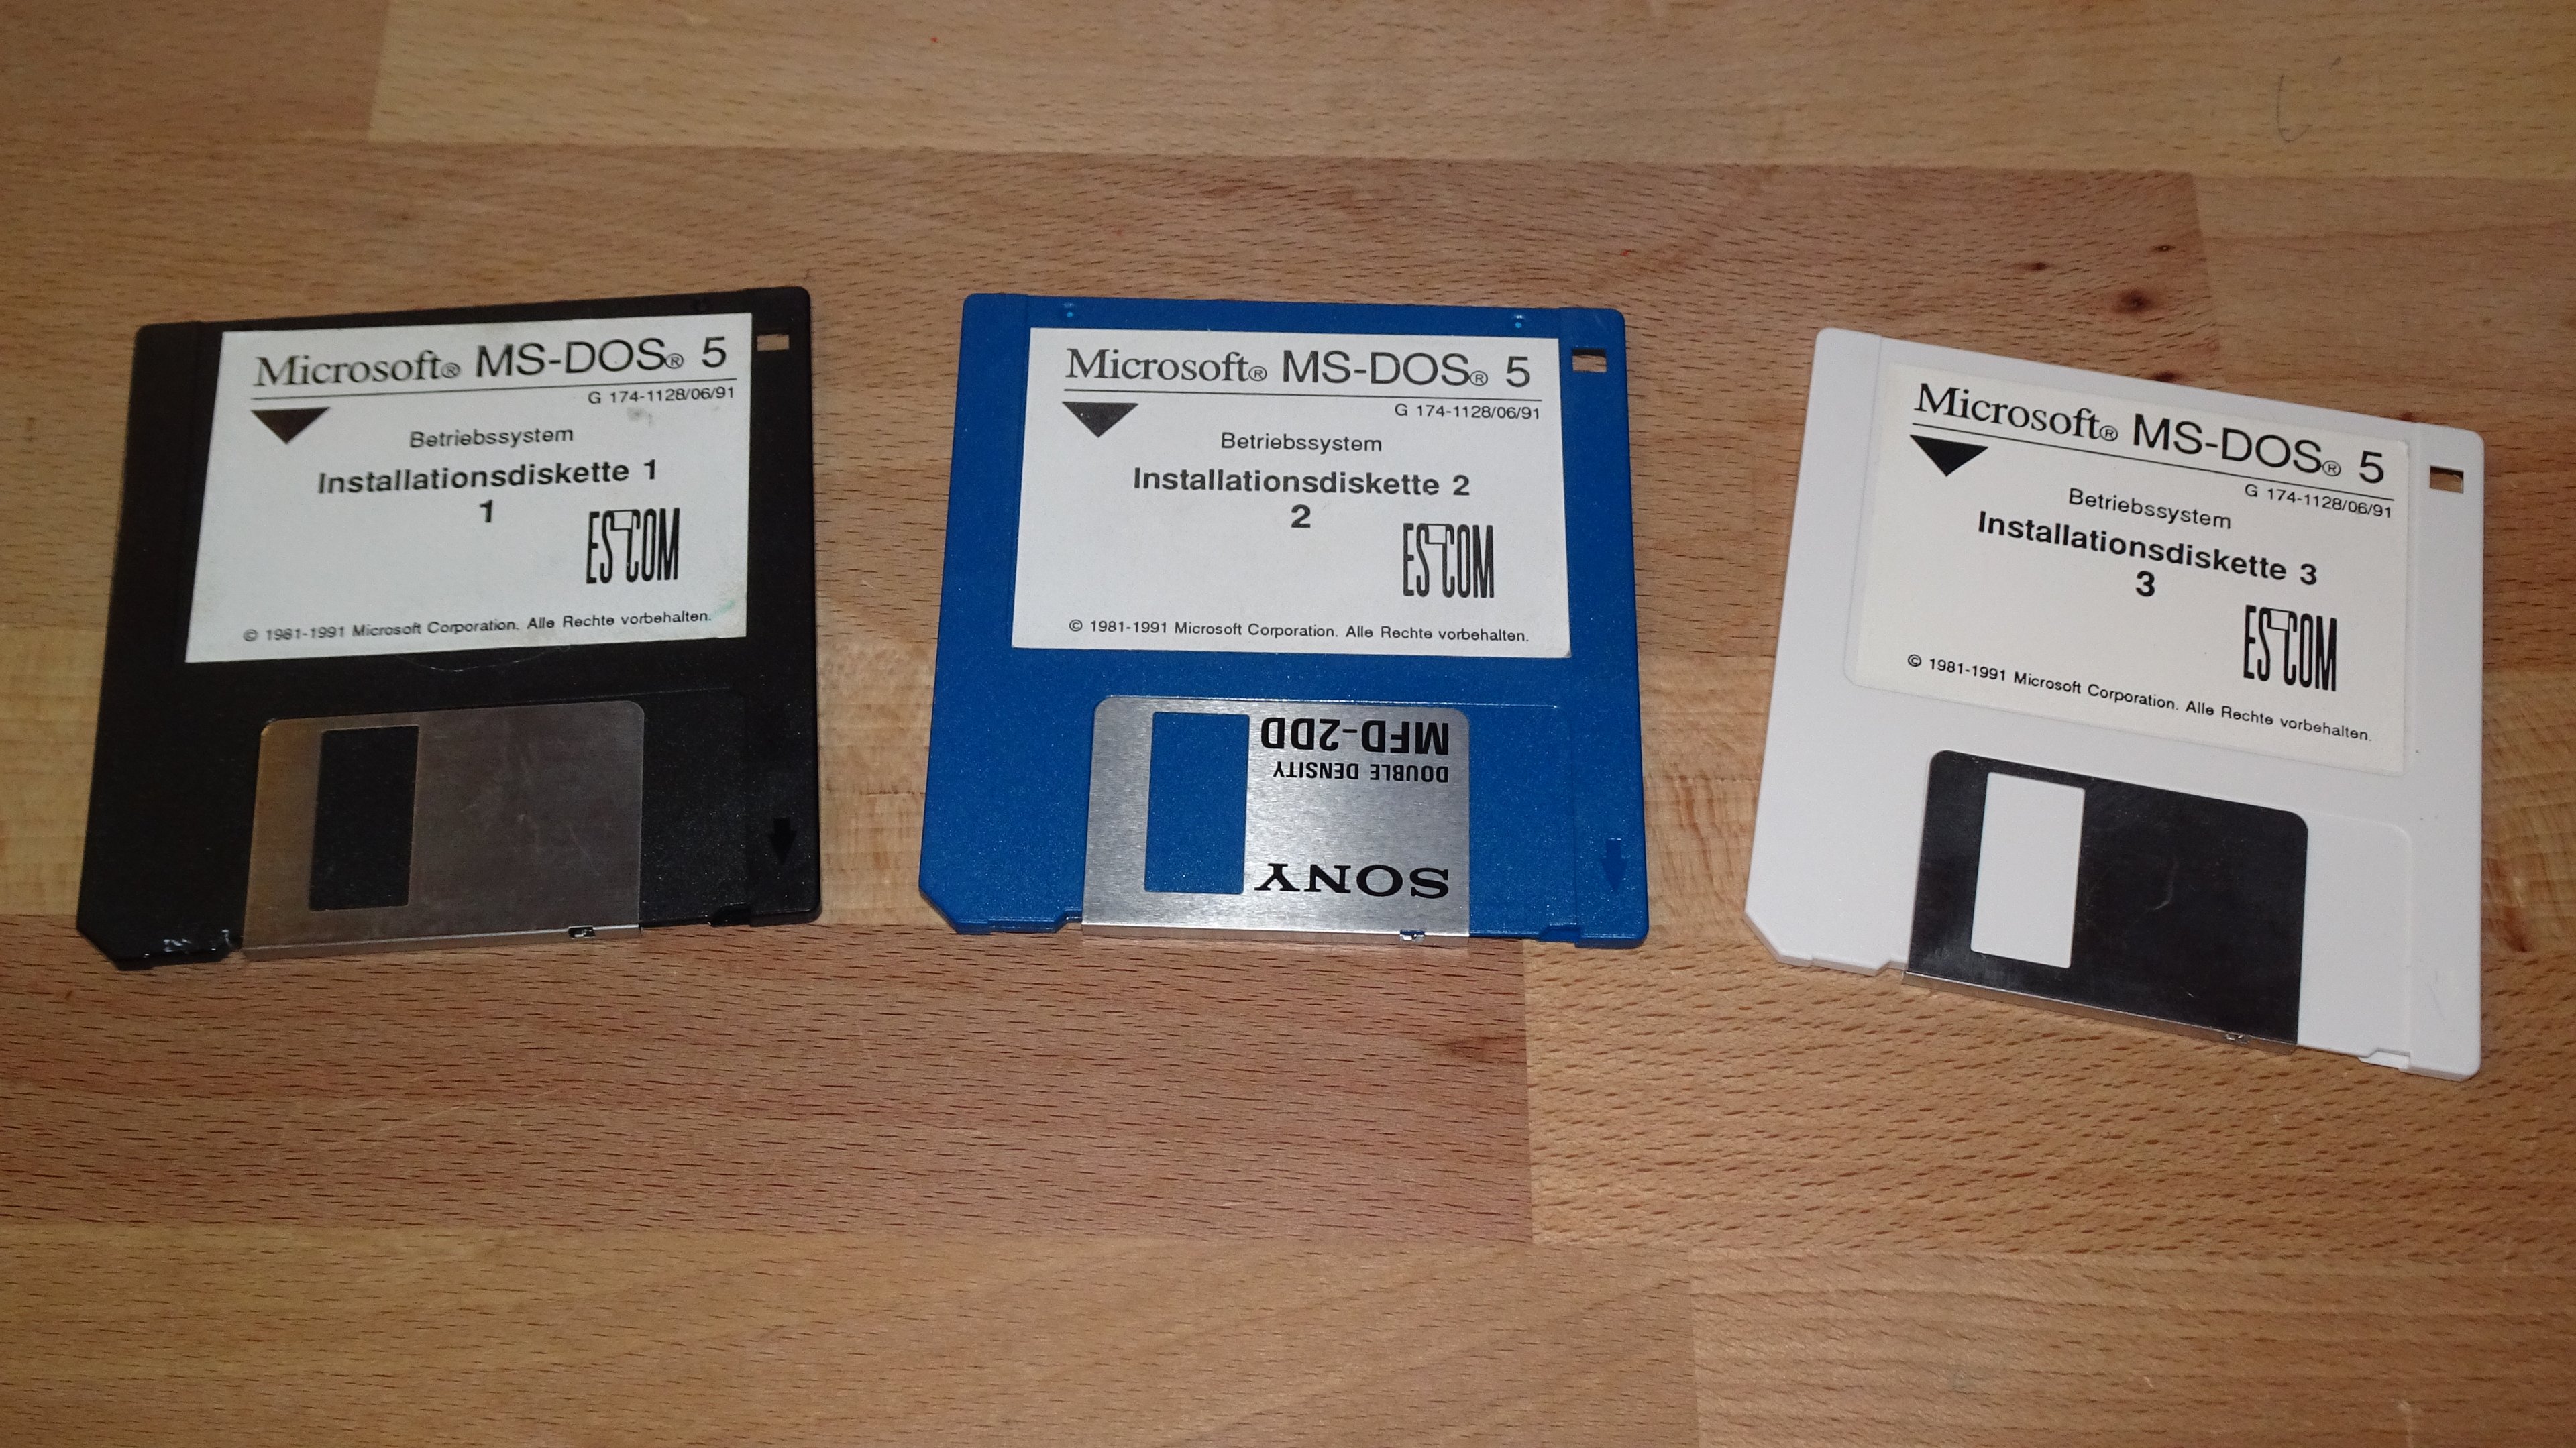 Microsoft® MS-DOS® 5
G 174-1128/06/91
Betriebssystem
Installationsdiskette 1
1
ESCOM
© 1981-1991 Microsoft Corporation. Alle Rechte vorbehalten.
Microsoft® MS-DOS® 5
G 174-1128/06/91
Betriebssystem
Installationsdiskette 2
2
ESCOM
© 1981-1991 Microsoft Corporation. Alle Rechte vorbehalten.
SONY
DOUBLE DENSITY
MFD-2DD
Microsoft® MS-DOS® 5
G 174-1128/06/91
Betriebssystem
Installationsdiskette 3
3
ESCOM
© 1981-1991 Microsoft Corporation. Alle Rechte vorbehalten.